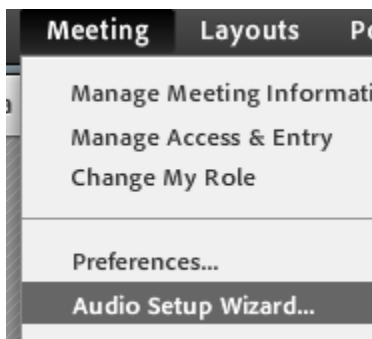 Meeting Layouts Po
a
Manage Meeting Informati
Manage Access & Entry
Change My Role
Preferences...
Audio Setup Wizard...